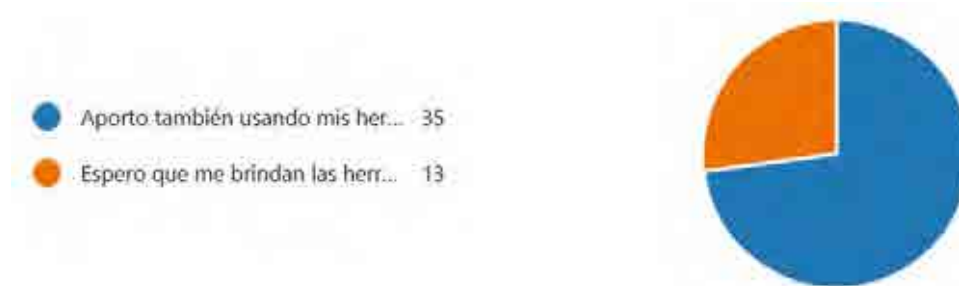 Aporto también usando mis her... 35
Espero que me brindan las herr... 13